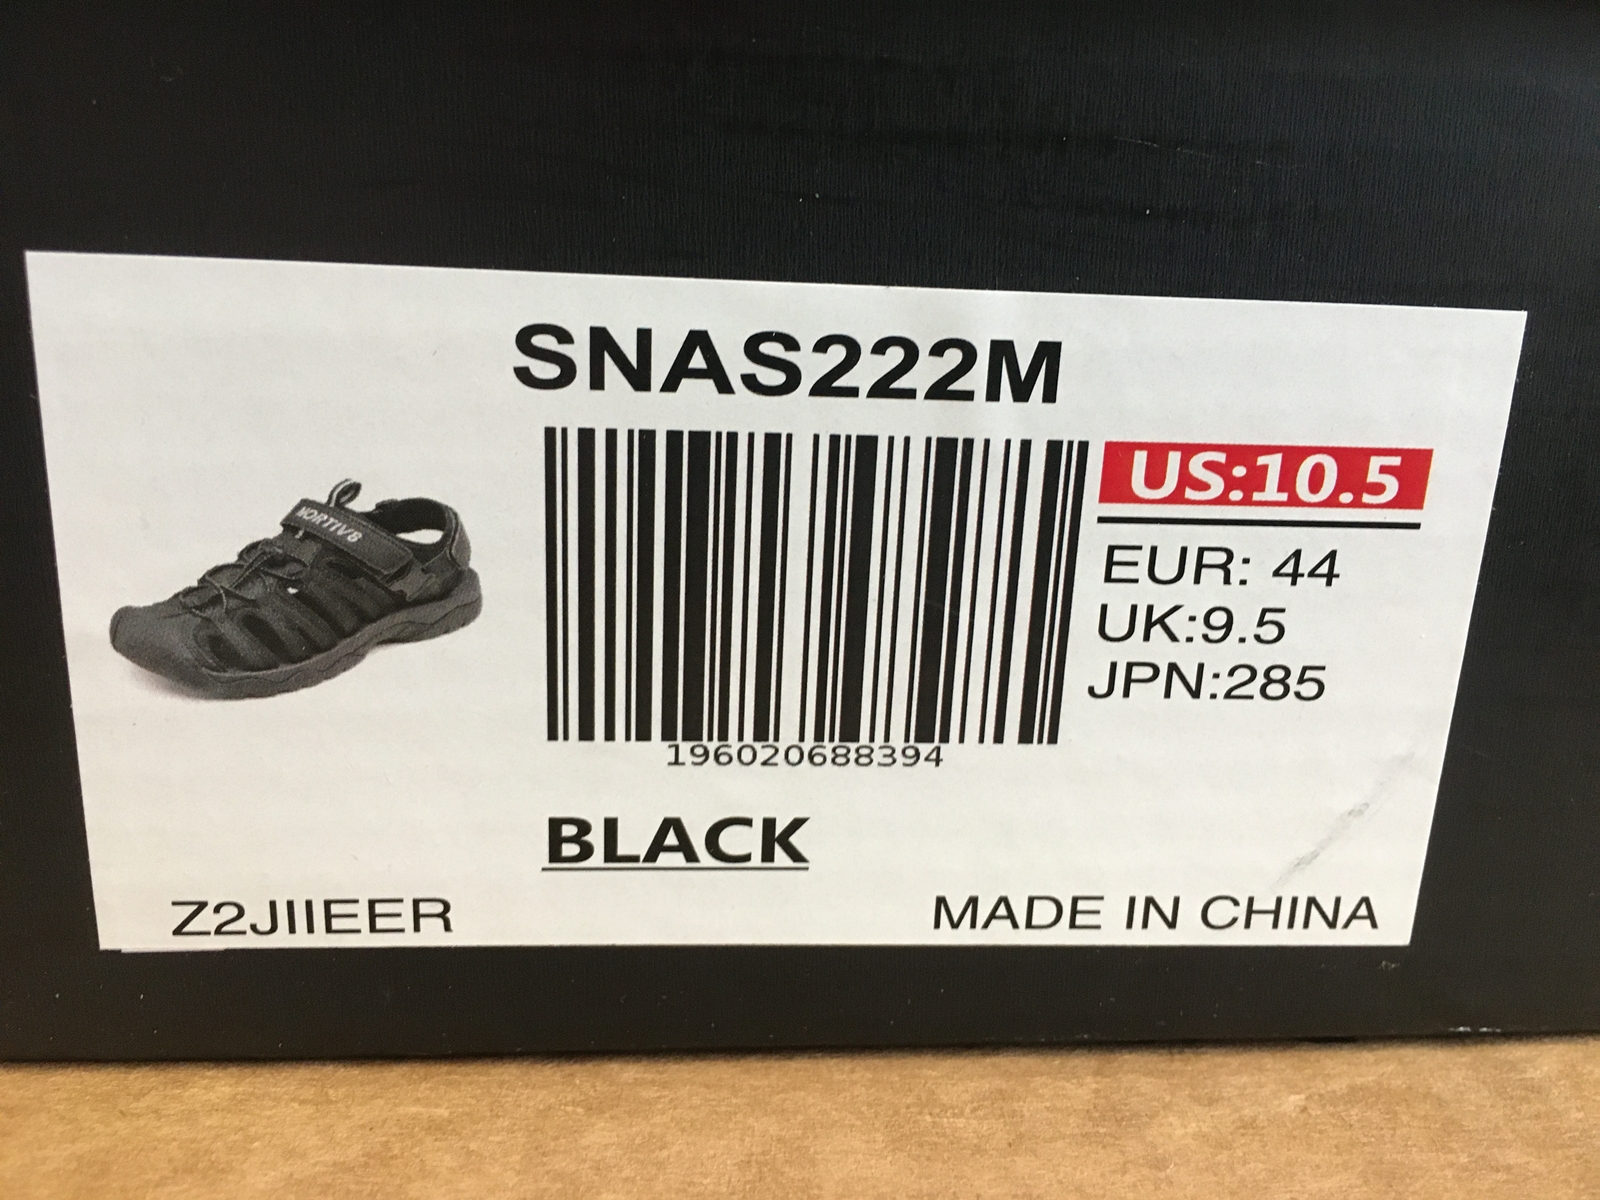 SNAS222M
NORTIV8
US:10.5
EUR: 44
UK:9.5
JPN:285
196020688394
BLACK
Z2JIIEER
MADE IN CHINA